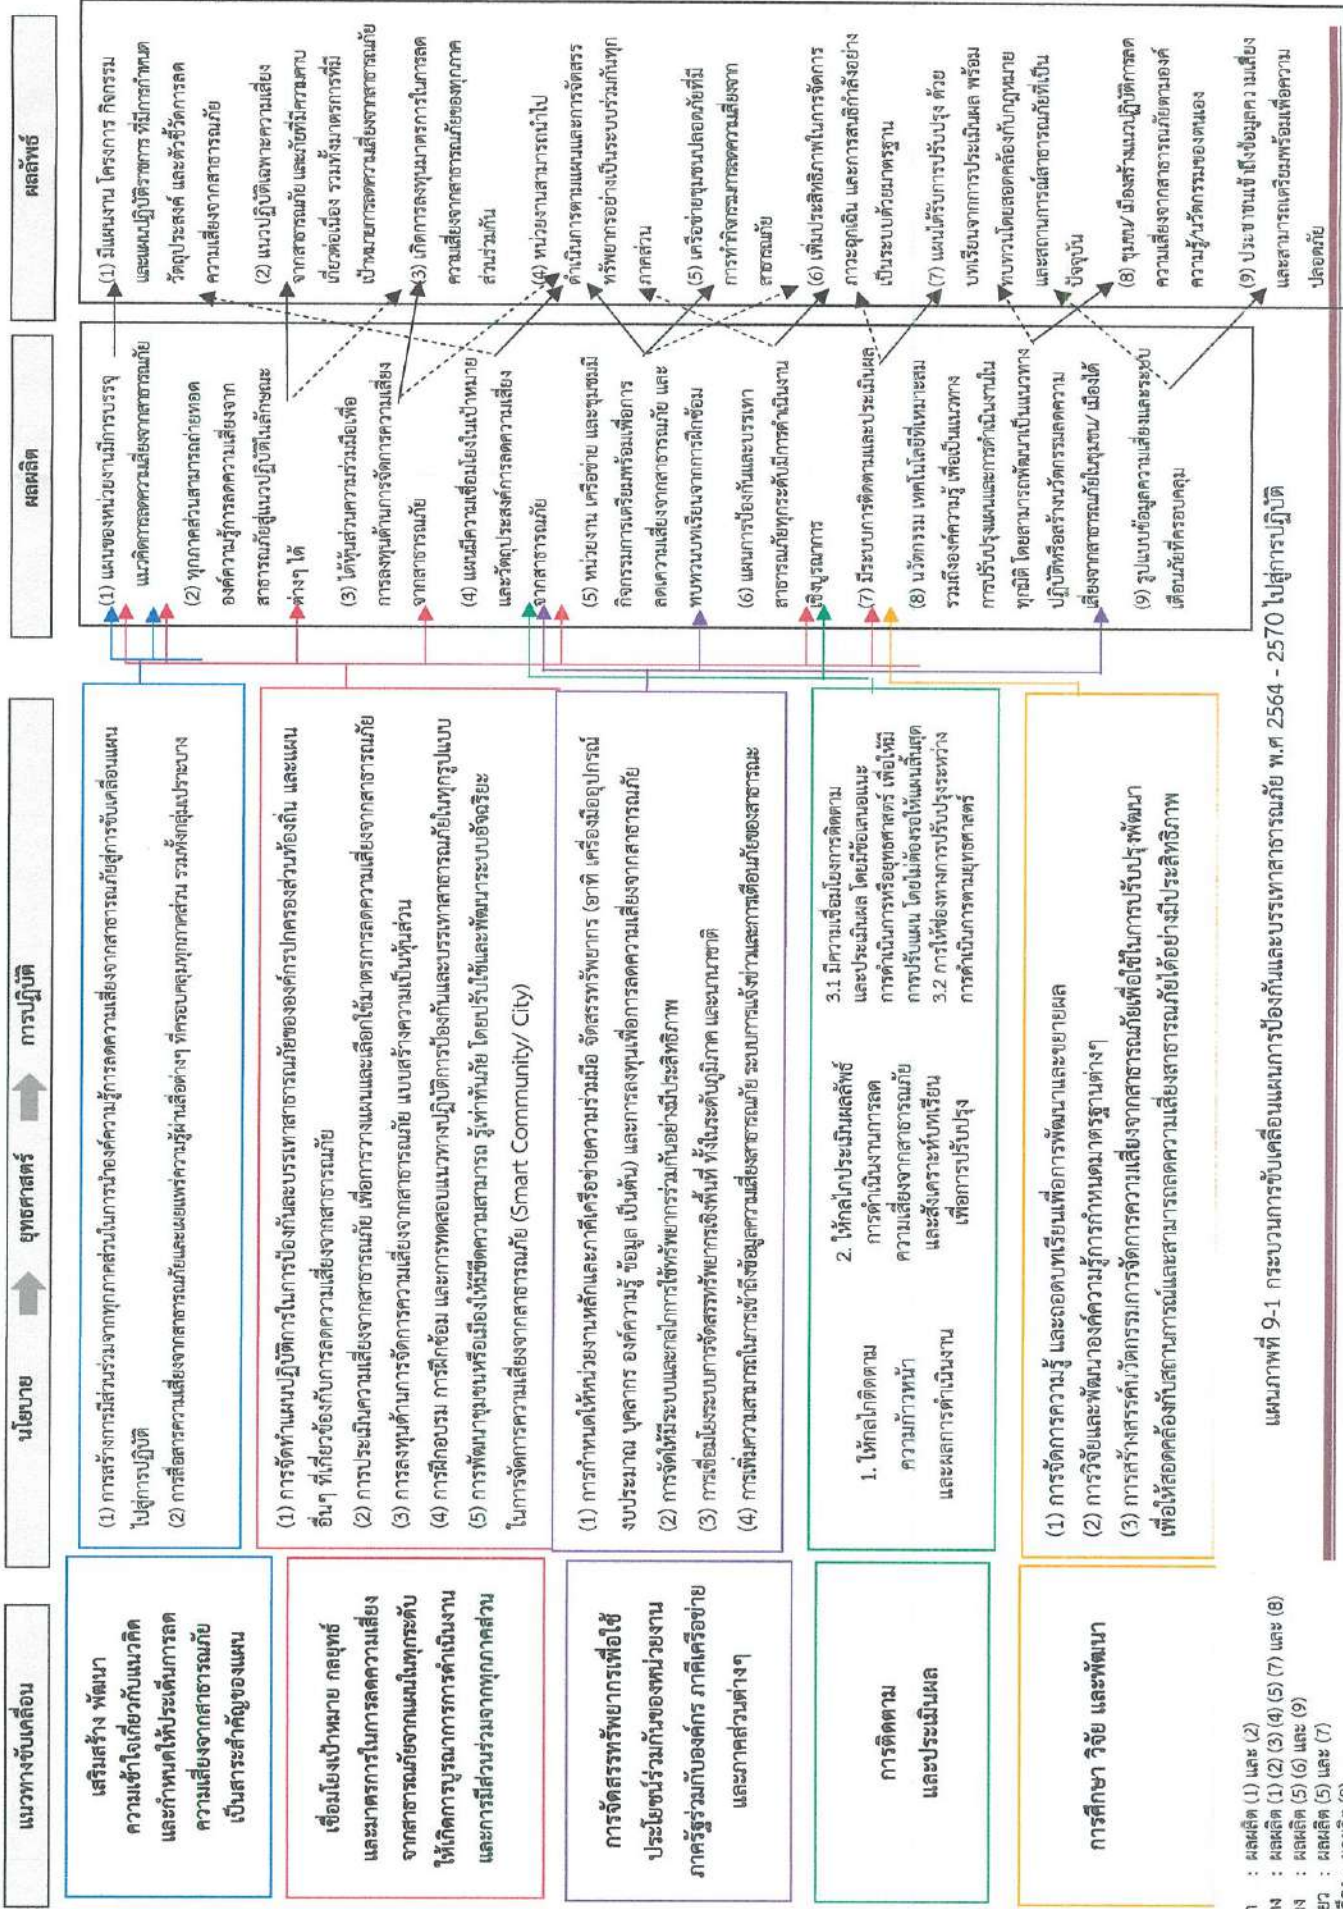 แนวทางขับเคลื่อน
นโยบาย
ยุทธศาสตร์
การปฏิบัติ
ผลผลิต
ผลลัพธ์
เสริมสร้าง พัฒนา
ความเข้าใจเกี่ยวกับแนวคิด
และกำหนดให้ประเด็นการลด
ความเสี่ยงจากสาธารณภัย
เป็นสาระสำคัญของแผน
(1) การสร้างการมีส่วนร่วมจากทุกภาคส่วนในการนำองค์ความรู้การลดความเสี่ยงจากสาธารณภัยสู่การขับเคลื่อนแผน
ไปสู่การปฏิบัติ
(2) การสื่อสารความเสี่ยงจากสาธารณภัยและเผยแพร่ความรู้ผ่านสื่อต่างๆ ที่ครอบคลุมทุกภาคส่วน รวมทั้งกลุ่มเปราะบาง
เชื่อมโยงเป้าหมาย กลยุทธ์
และมาตรการในการลดความเสี่ยง
จากสาธารณภัยจากแผนในทุกระดับ
ให้เกิดการบูรณาการการดำเนินงาน
และการมีส่วนร่วมจากทุกภาคส่วน
(1) การจัดทำแผนปฏิบัติการในการป้องกันละบรรเทาสาธารณภัยขององค์กรปกครองส่วนท้องถิ่น และแผน
อื่นๆ ที่เกี่ยวข้องกับการลดความเสี่ยงจากสาธารณภัย
(2) การประเมินความเสี่ยงจากสาธารณภัย เพื่อการวางแผนและเลือกใช้มาตรการลดความเสี่ยงจากสาธารณภัย
(3) การลงทุนด้านการจัดการความเสี่ยงจากสาธารณภัย แบบสร้างความเป็นหุ้นส่วน
(4) การฝึกอบรม การฝึกซ้อม และการทดสอบแนวทางปฏิบัติการป้องกันและบรรเทาสาธารณภัยในทุกรูปแบบ
(5) การพัฒนาชุมชนหรือเมืองให้มีขีดความสามารถ รู้เท่าทันภัย โดยปรับใช้และพัฒนาระบบอัจฉริยะ
ในการจัดการความเสี่ยงจากสาธารณภัย (Smart Community/ City)
การจัดสรรทรัพยากรเพื่อใช้
ประโยชน์ร่วมกันของหน่วยงาน
ภาครัฐร่วมกับองค์กร ภาคีเครือข่าย
และภาคส่วนต่างๆ
(1) การกำหนดให้หน่วยงานหลักและภาคีเครือข่ายความร่วมมือ จัดสรรทรัพยากร (อาทิ เครื่องมืออุปกรณ์
งบประมาณ บุคลากร องค์ความรู้ ข้อมูล เป็นต้น) และการลงทุนเพื่อการลดความเสี่ยงจากสาธารณภัย
(2) การจัดให้มีระบบและกลไกการใช้ทรัพยากรร่วมกันอย่างมีประสิทธิภาพ
(3) การเชื่อมโยงระบบการจัดสรรทรัพยากรเชิงพื้นที่ ทั้งในระดับภูมิภาค และนานาชาติ
(4) การเพิ่มความสามารถในการเข้าถึงข้อมูลความเสี่ยงสาธารณภัย ระบบการแจ้งข่าวและการเตือนภัยของสาธารณะ
การติดตาม
และประเมินผล
1. ให้กลไกติดตาม
ความก้าวหน้า
และผลการดำเนินงาน
2. ให้กลไกประเมินผลลัพธ์
การดำเนินงานการลด
ความเสี่ยงจากสาธารณภัย
และสังเคราะห์บทเรียน
เพื่อการปรับปรุง
3.1 มีความเชื่อมโยงการติดตาม
และประเมินผล โดยมีข้อเสนอแนะ
การดำเนินการหรือยุทธศาสตร์ เพื่อให้มี
การปรับแผน โดยไม่ต้องรอให้แผนสิ้นสุด
3.2 การให้ช่องทางการปรับปรุงระหว่าง
การดำเนินการตามยุทธศาสตร์
การศึกษา วิจัย และพัฒนา
(1) การจัดการความรู้ และถอดบทเรียนเพื่อการพัฒนาและขยายผล
(2) การวิจัยและพัฒนาองค์ความรู้การกำหนดมาตรฐานต่างๆ
(3) การสร้างสรรค์นวัตกรรมการจัดการความเสี่ยงจากสาธารณภัยเพื่อใช้ในการปรับปรุงพัฒนา
เพื่อให้สอดคล้องกับสถานการณ์และสามารถลดความเสี่ยงสาธารณภัยได้อย่างมีประสิทธิภาพ
(1) แผนของหน่วยงานมีการบรรจุ
แนวคิดการลดความเสี่ยงจากสาธารณภัย
(2) ทุกภาคส่วนสามารถถ่ายทอด
องค์ความรู้การลดความเสี่ยงจาก
สาธารณภัยสู่แนวปฏิบัติในลักษณะ
ต่างๆ ได้
(3) ได้หุ้นส่วนความร่วมมือเพื่อ
การลงทุนด้านการจัดการความเสี่ยง
จากสาธารณภัย
(4) แผนมีความเชื่อมโยงในเป้าหมาย
และวัตถุประสงค์การลดความเสี่ยง
จากสาธารณภัย
(5) หน่วยงาน เครือข่าย และชุมชนมี
กิจกรรมการเตรียมพร้อมเพื่อการ
ลดความเสี่ยงจากสาธารณภัย และ
ทบทวนบทเรียนจากการฝึกซ้อม
(6) แผนการป้องกันและบรรเทา
สาธารณภัยทุกระดับมีการดำเนินงาน
เชิงบูรณาการ
(7) มีระบบการติดตามและประเมินผล
(8) นวัตกรรม เทคโนโลยีที่เหมาะสม
รวมถึงองค์ความรู้ เพื่อเป็นแนวทาง
การปรับปรุงแผนและการดำเนินงานใน
ทุกมิติ โดยสามารถพัฒนาเป็นแนวทาง
ปฏิบัติหรือสร้างนวัตกรรมลดความ
เสี่ยงจากสาธารณภัยในชุมชน/ เมืองได้
(9) รูปแบบข้อมูลความเสี่ยงและระบบ
เตือนภัยที่ครอบคลุม
(1) มีแผนงาน โครงการ กิจกรรม
และแผนปฏิบัติราชการ ที่มีการกำหนด
วัตถุประสงค์ และตัวชี้วัดการลด
ความเสี่ยงจากสาธารณภัย
(2) แนวปฏิบัติเฉพาะความเสี่ยง
จากสาธารณภัย และภัยที่มีความคาบ
เกี่ยวต่อเนื่อง รวมทั้งมาตรการที่มี
เป้าหมายการลดความเสี่ยงจากสาธารณภัย
(3) เกิดการลงทุนมาตรการในการลด
ความเสี่ยงจากสาธารณภัยของทุกภาค
ส่วนร่วมกัน
(4) หน่วยงานสามารถนำไป
ดำเนินการตามแผนและการจัดสรร
ทรัพยากรอย่างเป็นระบบร่วมกันทุก
ภาคส่วน
(5) เครือข่ายชุมชนปลอดภัยที่มี
การทำกิจกรรมการลดความเสี่ยงจาก
สาธารณภัย
(6) เพิ่มประสิทธิภาพในการจัดการ
ภาวะฉุกเฉิน และการสนธิกำลังอย่าง
เป็นระบบด้วยมาตรฐาน
(7) แผนได้รับการปรับปรุง ด้วย
บทเรียนจากการประเมินผล พร้อม
ทบทวนโดยสอดคล้องกับกฎหมาย
และสถานการณ์สาธารณภัยที่เป็น
ปัจจุบัน
(8) ชุมชน/ เมืองสร้างแนวปฏิบัติการลด
ความเสี่ยงจากสาธารณภัยตามองค์
ความรู้/นวัตกรรมของตนเอง
(9) ประชาชนเข้าถึงข้อมูลความเสี่ยง
และสามารถเตรียมพร้อมเพื่อความ
ปลอดภัย
แผนภาพที่ 9-1 กระบวนการขับเคลื่อนแผนการป้องกันและบรรเทาสาธารณภัย พ.ศ 2564 - 2570 ไปสู่การปฏิบัติ
: ผลผลิต (1) และ (2)
: ผลผลิต (1) (2) (3) (4) (5) (7) และ (8)
: ผลผลิต (5) (6) และ (9)
: ผลผลิต (5) และ (7)